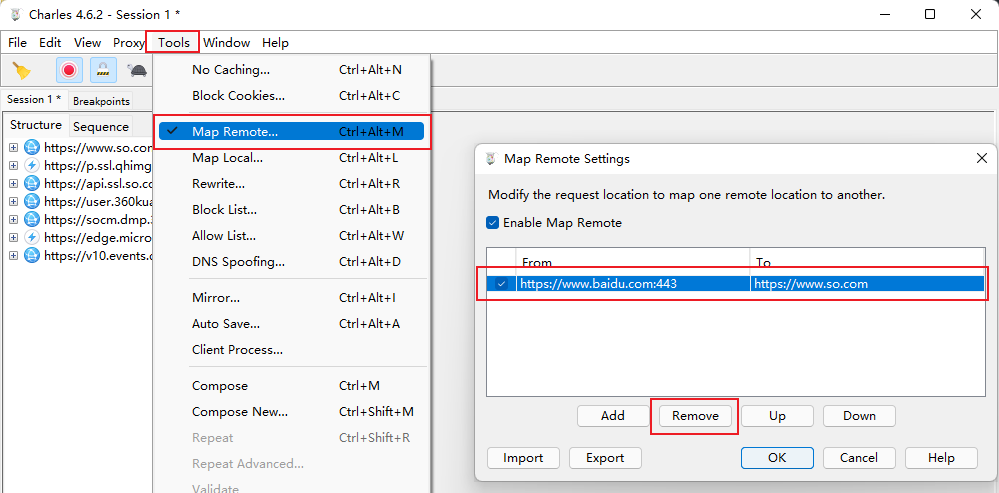 Charles 4.6.2 - Session 1 *
File Edit View Proxy Tools Window Help
Session 1 * Breakpoints
Structure Sequence
https://www.so.com
https://p.ssl.qhimg
https://api.ssl.so.co
https://user.360kua
https://socm.dmp.
https://edge.micro
https://v10.events.
No Caching... Ctrl+Alt+N
Block Cookies... Ctrl+Alt+C
Map Remote... Ctrl+Alt+M
Map Local... Ctrl+Alt+L
Rewrite... Ctrl+Alt+R
Block List... Ctrl+Alt+B
Allow List... Ctrl+Alt+W
DNS Spoofing... Ctrl+Alt+D
Mirror... Ctrl+Alt+I
Auto Save... Ctrl+Alt+A
Client Process...
Compose Ctrl+M
Compose New... Ctrl+Shift+M
Repeat Ctrl+Shift+R
Repeat Advanced...
Validate
Map Remote Settings
Modify the request location to map one remote location to another.
Enable Map Remote
From To
https://www.baidu.com:443 https://www.so.com
Add Remove Up Down
Import Export OK Cancel Help